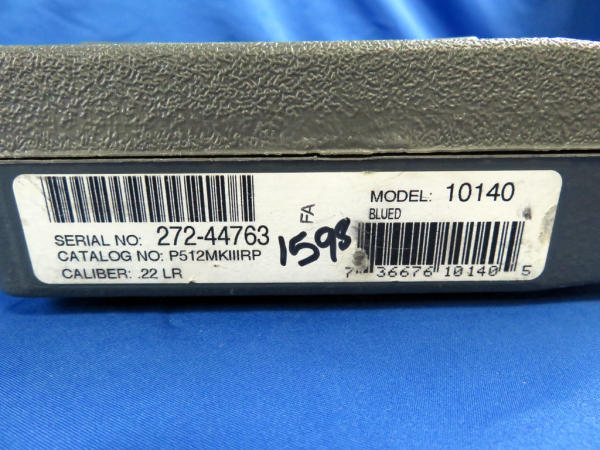 SERIAL NO: 272-44763
CATALOG NO: P512MKIIIRP
CALIBER: .22 LR
FA
1598
MODEL: 10140
BLUED
7 36676 10140 5